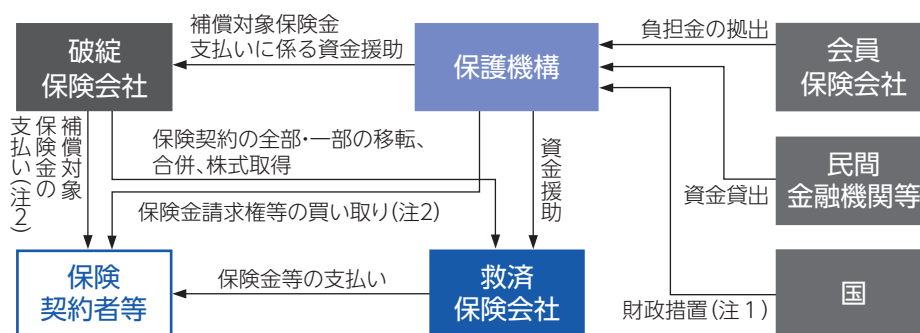 補償対象保険金
支払いに係る資金援助
負担金の拠出
破綻
保険会社
保護機構
会員
保険会社
補償対象
保険金の
支払い(注2)
保険契約の全部・一部の移転、
合併、株式取得
資金援助
民間
金融機関等
資金貸出
保険金請求権等の買い取り(注2)
保険
契約者等
保険金等の支払い
救済
保険会社
財政措置(注1)
国